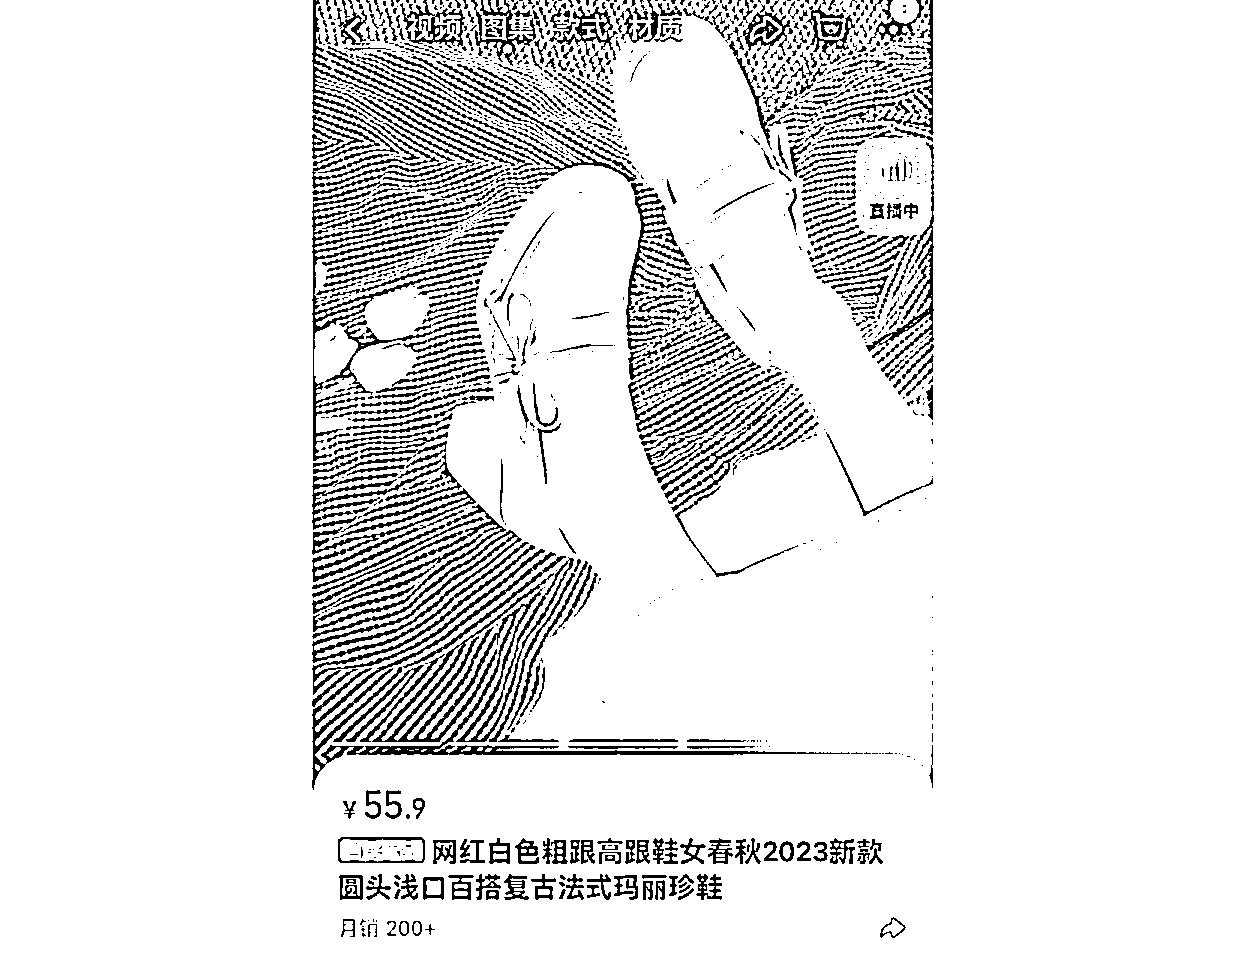 视频 图集 款式 材质
直播中
¥55.9
网红白色粗跟高跟鞋女春秋2023新款
圆头浅口百搭复古法式玛丽珍鞋
月销 200+